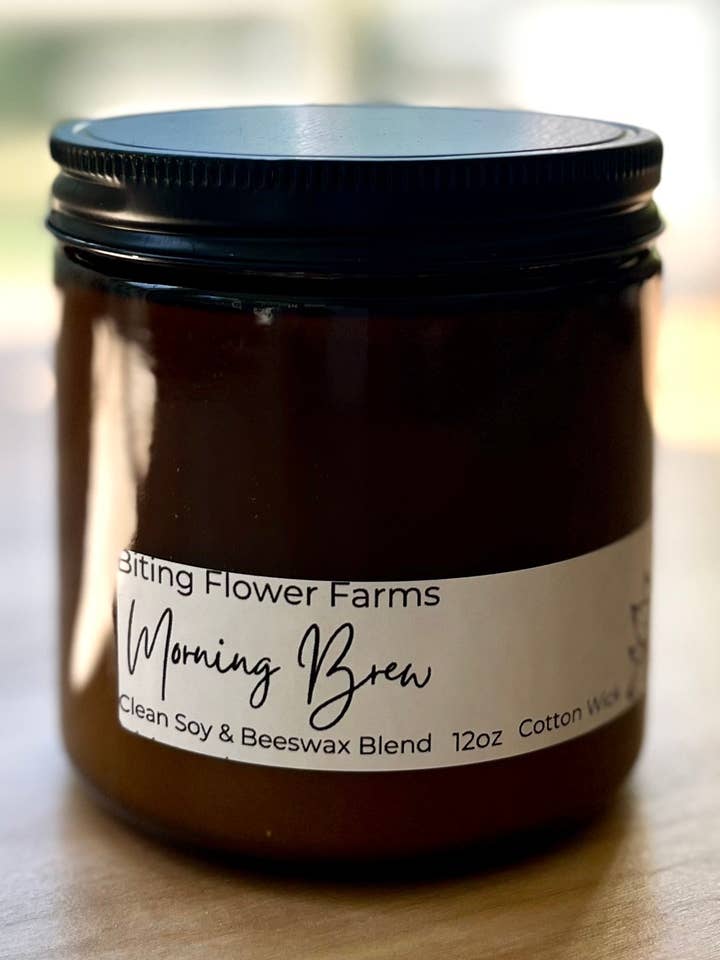 Biting Flower Farms
Morning Brew
Clean Soy & Beeswax Blend 12oz Cotton Wick